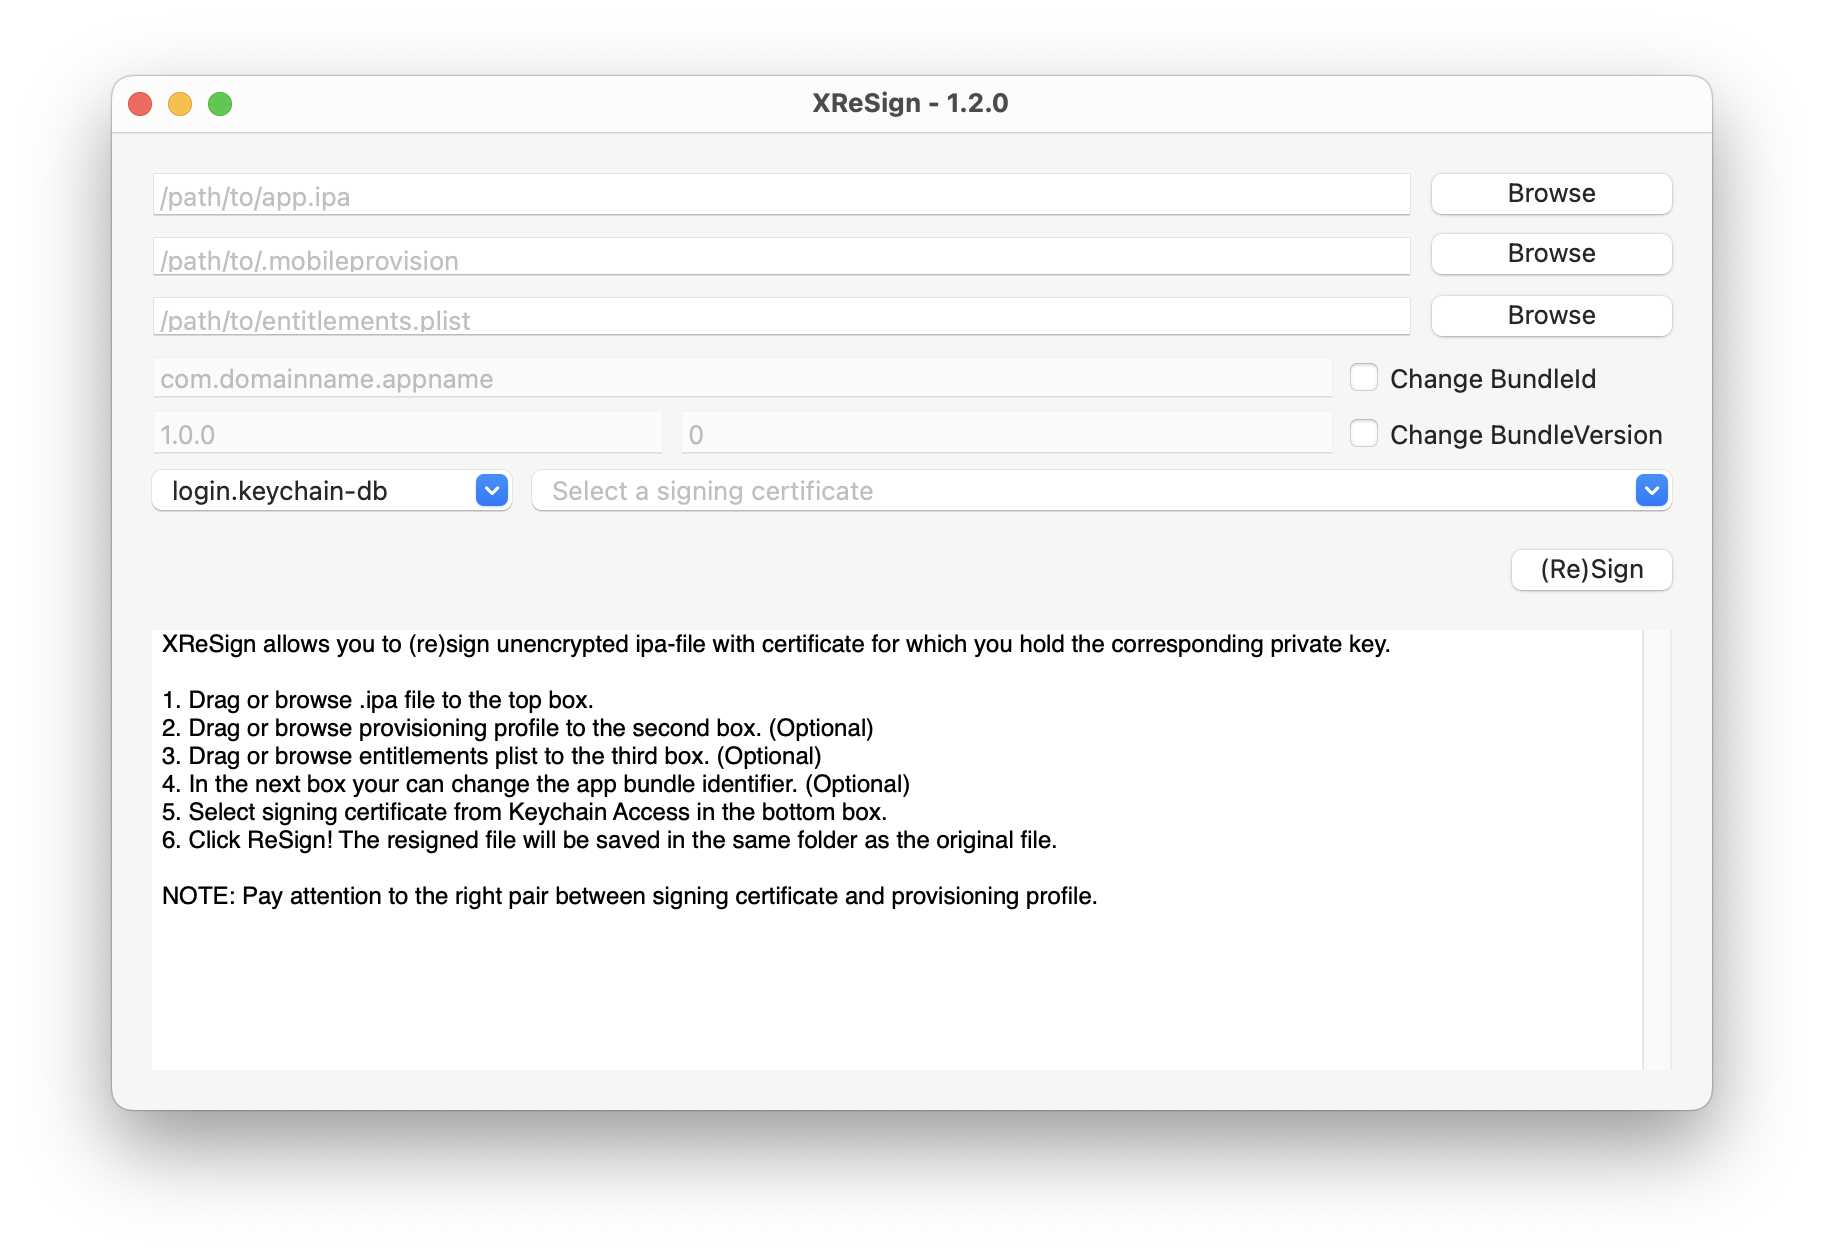 XReSign - 1.2.0
/path/to/app.ipa
Browse
/path/to/.mobileprovision
Browse
/path/to/entitlements.plist
Browse
com.domainname.appname
Change BundleId
1.0.0
0
Change BundleVersion
login.keychain-db
Select a signing certificate
(Re)Sign
XReSign allows you to (re)sign unencrypted ipa-file with certificate for which you hold the corresponding private key.
1. Drag or browse .ipa file to the top box.
2. Drag or browse provisioning profile to the second box. (Optional)
3. Drag or browse entitlements plist to the third box. (Optional)
4. In the next box your can change the app bundle identifier. (Optional)
5. Select signing certificate from Keychain Access in the bottom box.
6. Click ReSign! The resigned file will be saved in the same folder as the original file.
NOTE: Pay attention to the right pair between signing certificate and provisioning profile.